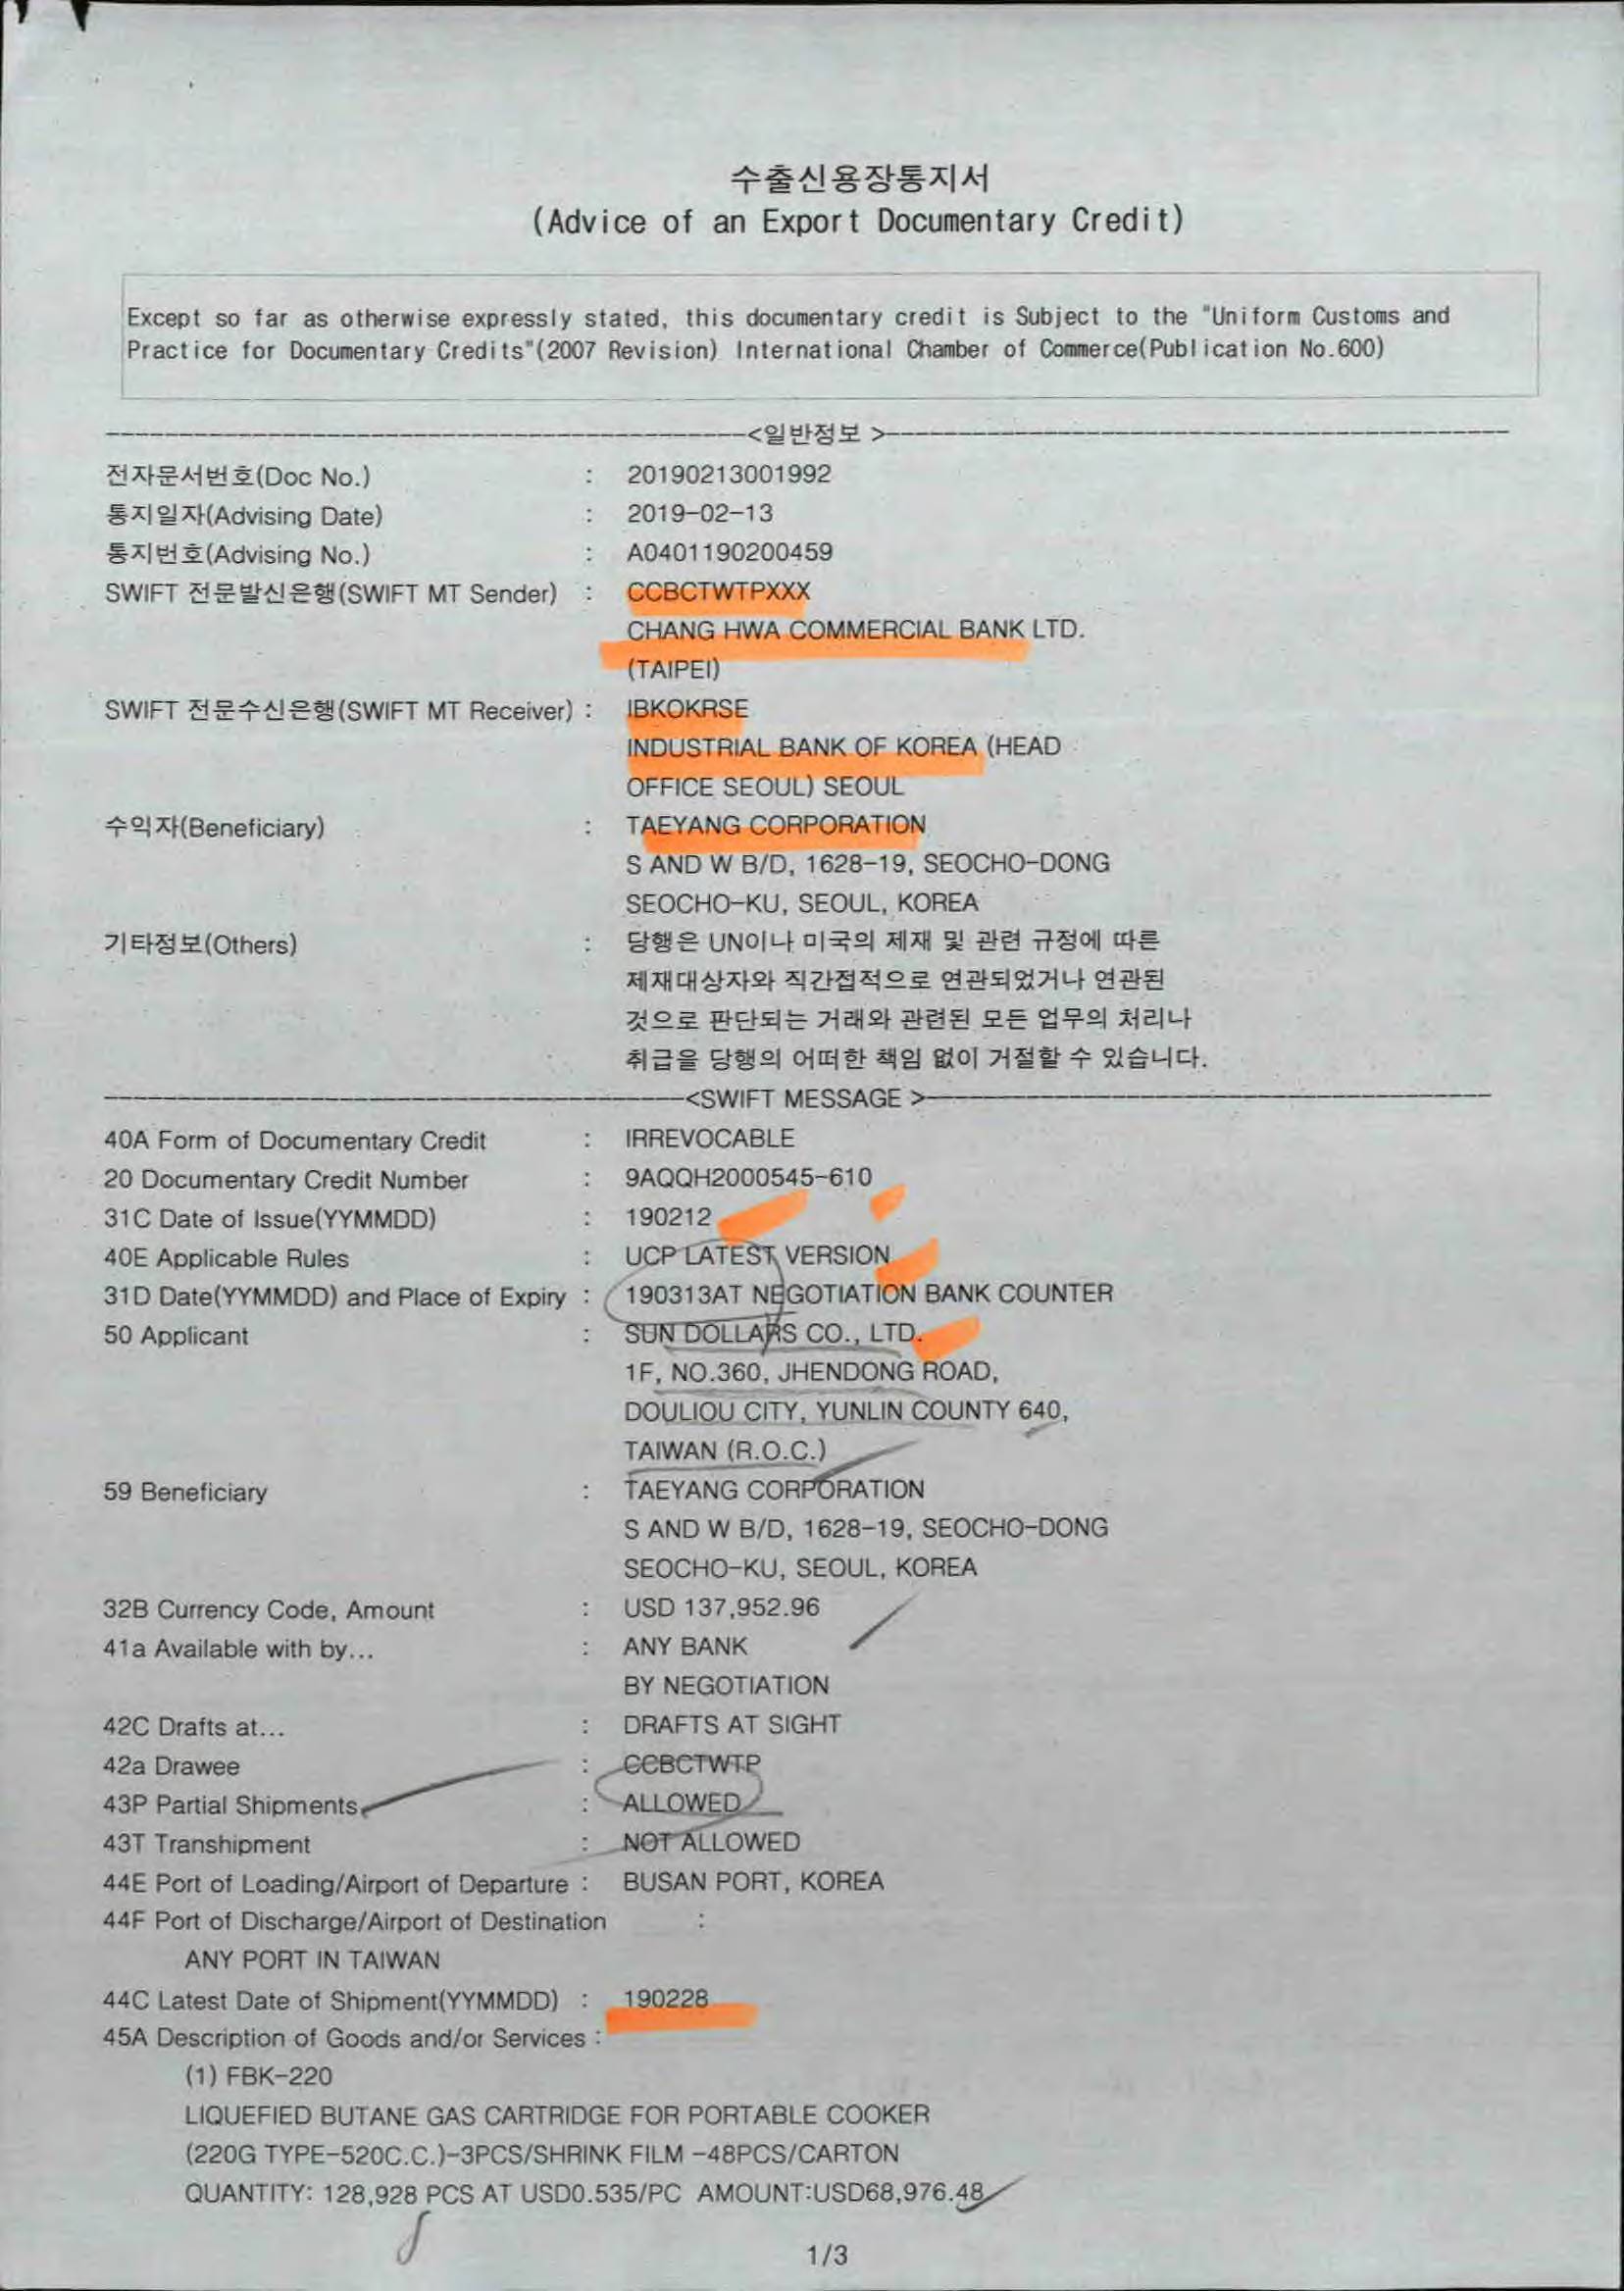 수출신용장통지서
(Advice of an Export Documentary Credit)
Except so far as otherwise expressly stated, this documentary credit is Subject to the "Uniform Customs and
Practice for Documentary Credits"(2007 Revision) International Chamber of Commerce(Publication No.600)
<일반정보 >
전자문서번호(Doc No.) : 20190213001992
통지일자(Advising Date) : 2019-02-13
통지번호(Advising No.) : A0401190200459
SWIFT 전문발신은행(SWIFT MT Sender) : CCBCTWTPXXX
CHANG HWA COMMERCIAL BANK LTD.
(TAIPEI)
SWIFT 전문수신은행(SWIFT MT Receiver) : IBKOKRSE
INDUSTRIAL BANK OF KOREA (HEAD
OFFICE SEOUL) SEOUL
수익자(Beneficiary) : TAEYANG CORPORATION
S AND W B/D, 1628-19, SEOCHO-DONG
SEOCHO-KU, SEOUL, KOREA
기타정보(Others) : 당행은 UN이나 미국의 제재 및 관련 규정에 따른
제재대상자와 직간접적으로 연관되었거나 연관된
것으로 판단되는 거래와 관련된 모든 업무의 처리나
취급을 당행의 어떠한 책임 없이 거절할 수 있습니다.
<SWIFT MESSAGE >
40A Form of Documentary Credit : IRREVOCABLE
20 Documentary Credit Number : 9AQQH2000545-610
31C Date of Issue(YYMMDD) : 190212
40E Applicable Rules : UCP LATEST VERSION
31D Date(YYMMDD) and Place of Expiry : 190313AT NEGOTIATION BANK COUNTER
50 Applicant : SUN DOLLARS CO., LTD.
1F, NO.360, JHENDONG ROAD,
DOULIOU CITY, YUNLIN COUNTY 640,
TAIWAN (R.O.C.)
59 Beneficiary : TAEYANG CORPORATION
S AND W B/D, 1628-19, SEOCHO-DONG
SEOCHO-KU, SEOUL, KOREA
32B Currency Code, Amount : USD 137,952.96
41a Available with by... : ANY BANK
BY NEGOTIATION
42C Drafts at... : DRAFTS AT SIGHT
42a Drawee : CCBCTWTP
43P Partial Shipments : ALLOWED
43T Transhipment : NOT ALLOWED
44E Port of Loading/Airport of Departure : BUSAN PORT, KOREA
44F Port of Discharge/Airport of Destination :
ANY PORT IN TAIWAN
44C Latest Date of Shipment(YYMMDD) : 190228
45A Description of Goods and/or Services :
(1) FBK-220
LIQUEFIED BUTANE GAS CARTRIDGE FOR PORTABLE COOKER
(220G TYPE-520C.C.)-3PCS/SHRINK FILM -48PCS/CARTON
QUANTITY: 128,928 PCS AT USD0.535/PC AMOUNT:USD68,976.48
1/3